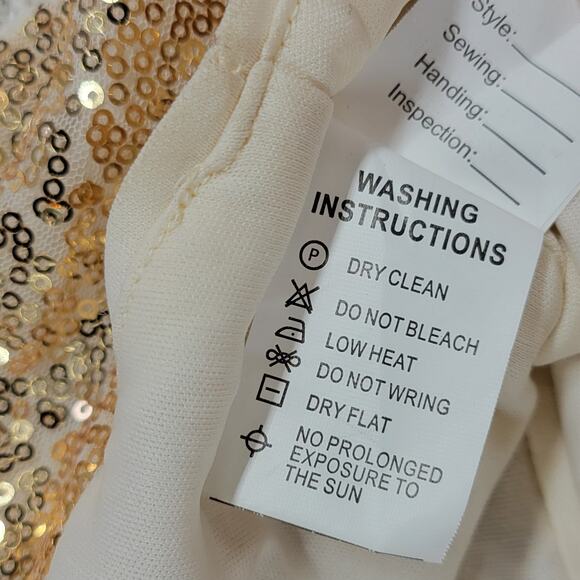 Style:
Sewing:
Handing:
Inspection:
WASHING
INSTRUCTIONS
P DRY CLEAN
DO NOT BLEACH
LOW HEAT
DO NOT WRING
DRY FLAT
NO PROLONGED
EXPOSURE TO
THE SUN